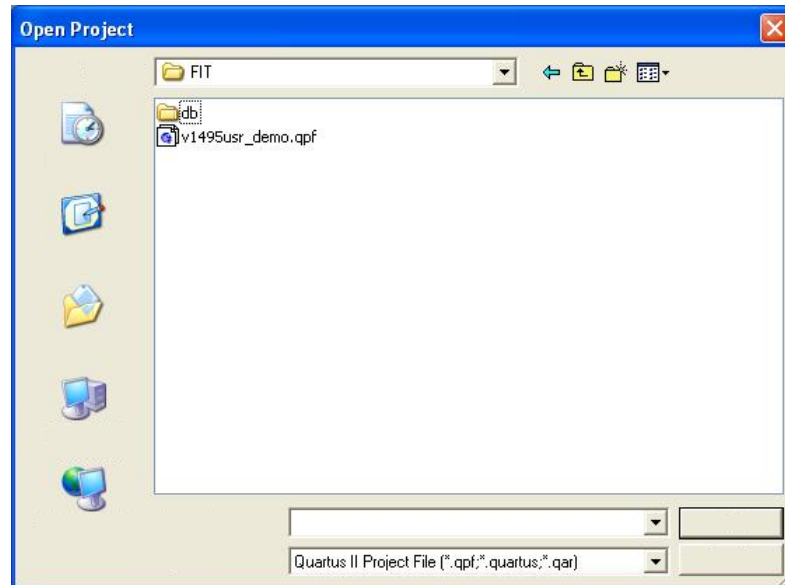 Open Project
FIT
db
v1495usr_demo.qpf
Quartus II Project File (*.qpf;*.quartus;*.qar)